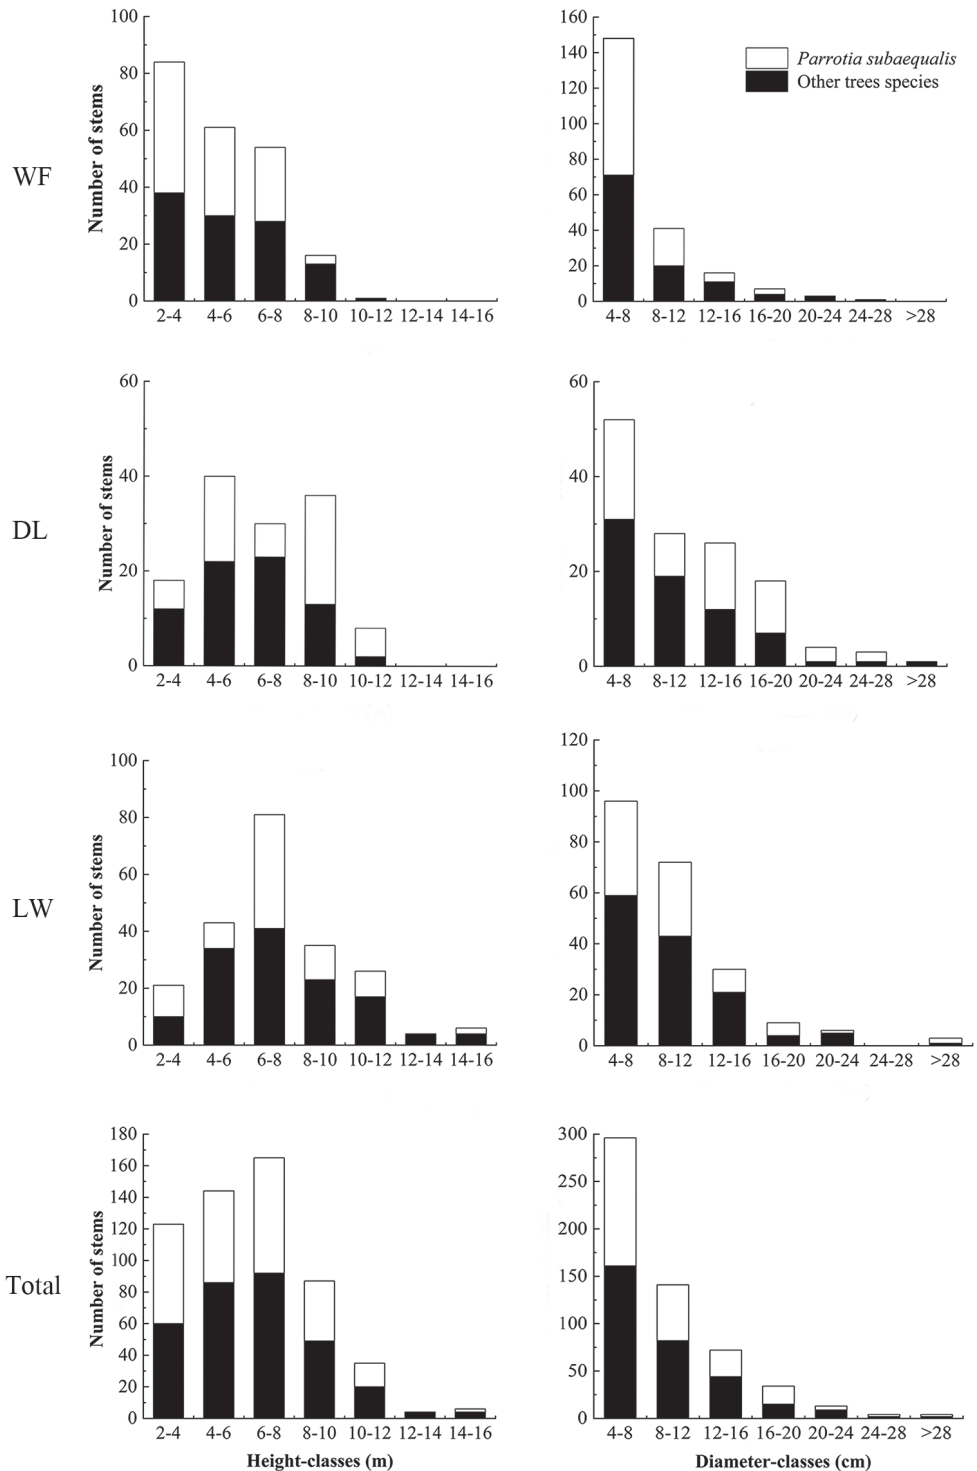 WF
Number of stems
100
80
60
40
20
0
2-4 4-6 6-8 8-10 10-12 12-14 14-16
160
140
120
100
80
60
40
20
0
4-8 8-12 12-16 16-20 20-24 24-28 >28
Parrotia subaequalis
Other trees species
DL
Number of stems
60
40
20
0
2-4 4-6 6-8 8-10 10-12 12-14 14-16
60
40
20
0
4-8 8-12 12-16 16-20 20-24 24-28 >28
LW
Number of stems
100
80
60
40
20
0
2-4 4-6 6-8 8-10 10-12 12-14 14-16
120
100
80
60
40
20
0
4-8 8-12 12-16 16-20 20-24 24-28 >28
Total
Number of stems
180
160
140
120
100
80
60
40
20
0
2-4 4-6 6-8 8-10 10-12 12-14 14-16
Height-classes (m)
300
250
200
150
100
50
0
4-8 8-12 12-16 16-20 20-24 24-28 >28
Diameter-classes (cm)